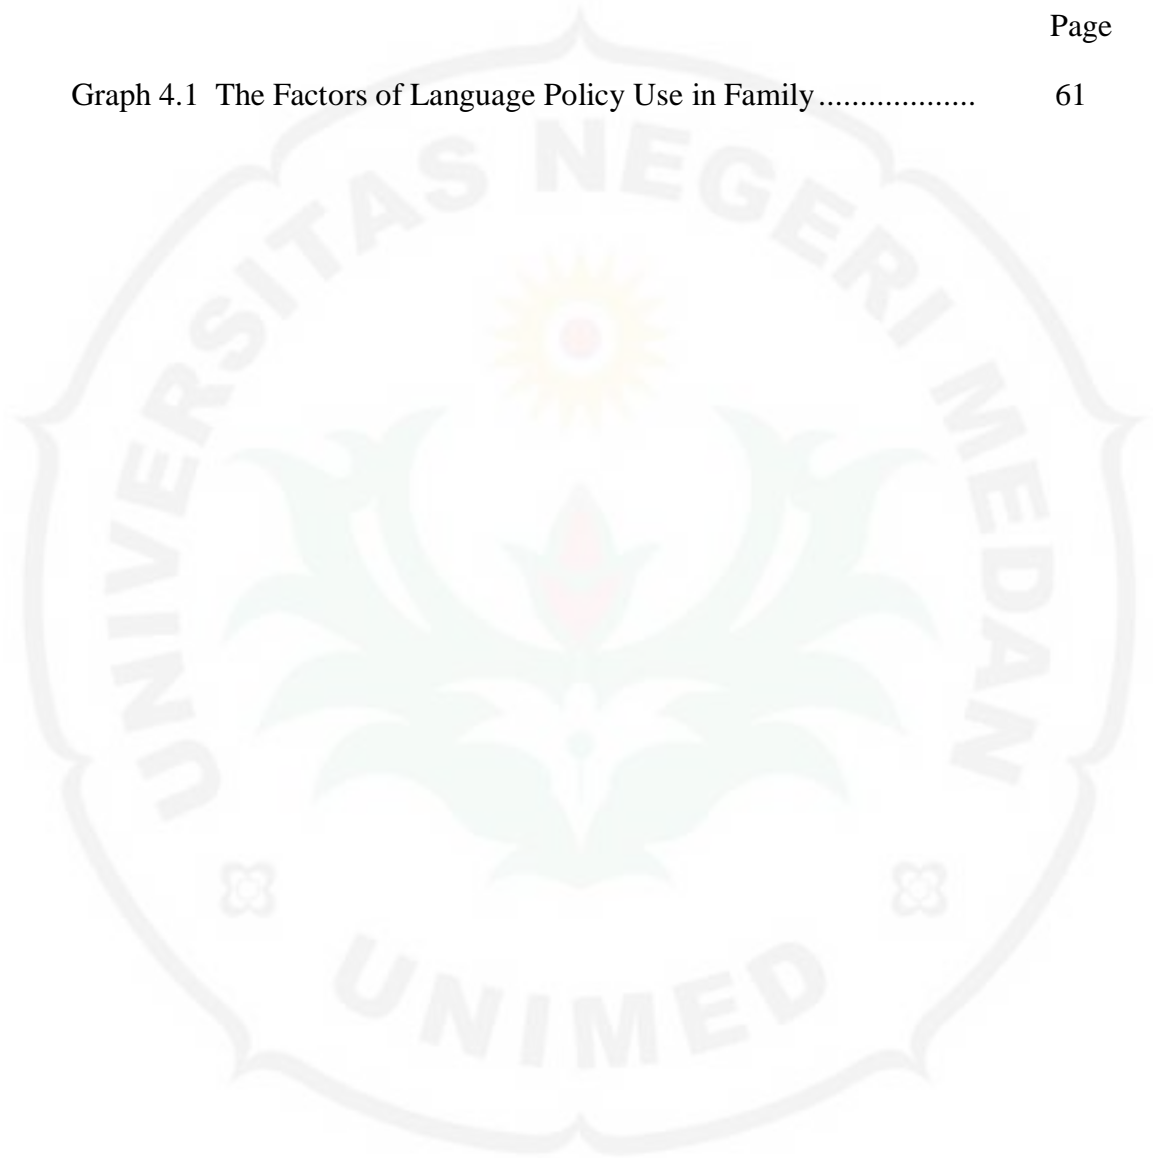 Page
Graph 4.1 The Factors of Language Policy Use in Family................... 61
UNIVERSITAS NEGERI MEDAN
UNIMED